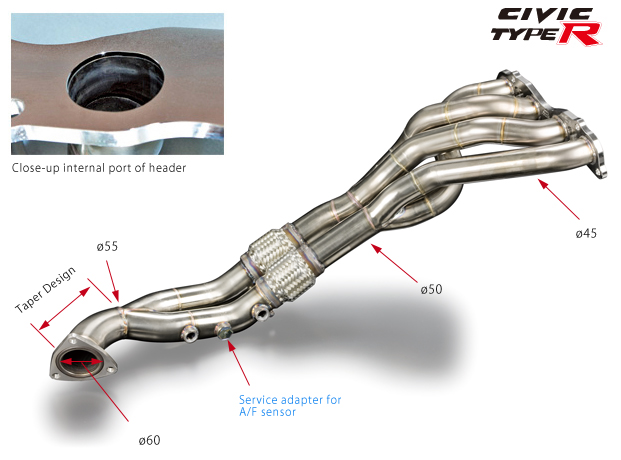 CIVIC
TYPE R
Close-up internal port of header
ø45
ø55
Taper Design
ø50
Service adapter for
A/F sensor
ø60